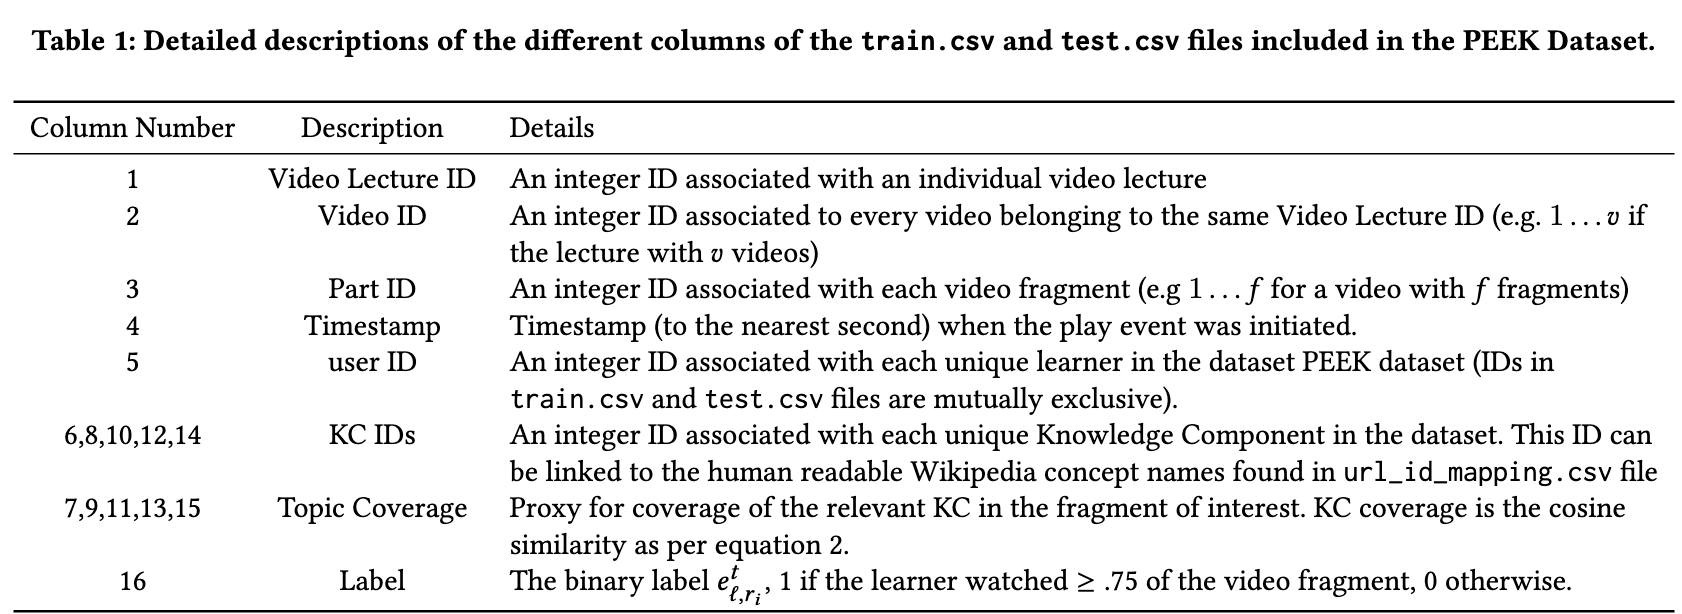 Table 1: Detailed descriptions of the different columns of the train.csv and test.csv files included in the PEEK Dataset.
Column Number Description Details
1 Video Lecture ID An integer ID associated with an individual video lecture
2 Video ID An integer ID associated to every video belonging to the same Video Lecture ID (e.g. 1 . . . v if
the lecture with v videos)
3 Part ID An integer ID associated with each video fragment (e.g 1 . . . f for a video with f fragments)
4 Timestamp Timestamp (to the nearest second) when the play event was initiated.
5 user ID An integer ID associated with each unique learner in the dataset PEEK dataset (IDs in
train.csv and test.csv files are mutually exclusive).
6,8,10,12,14 KC IDs An integer ID associated with each unique Knowledge Component in the dataset. This ID can
be linked to the human readable Wikipedia concept names found in url_id_mapping.csv file
7,9,11,13,15 Topic Coverage Proxy for coverage of the relevant KC in the fragment of interest. KC coverage is the cosine
similarity as per equation 2.
16 Label The binary label e^t_{ℓ,r_i}, 1 if the learner watched ≥ .75 of the video fragment, 0 otherwise.